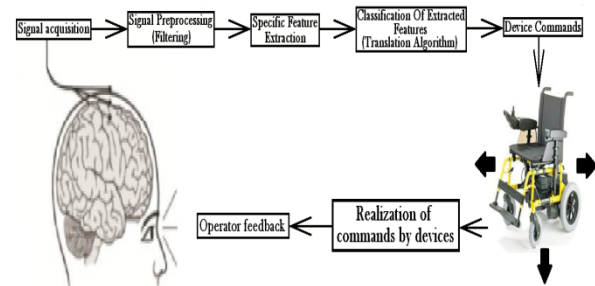 Signal acquisition
Signal Preprocessing
(Filtering)
Specific Feature
Extraction
Classification Of Extracted
Features
(Translation Algorithm)
Device Commands
Realization of
commands by devices
Operator feedback